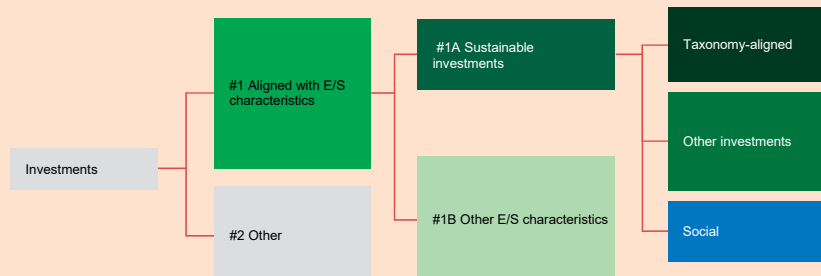 Investments
#1 Aligned with E/S
characteristics
#2 Other
#1A Sustainable
investments
#1B Other E/S characteristics
Taxonomy-aligned
Other investments
Social